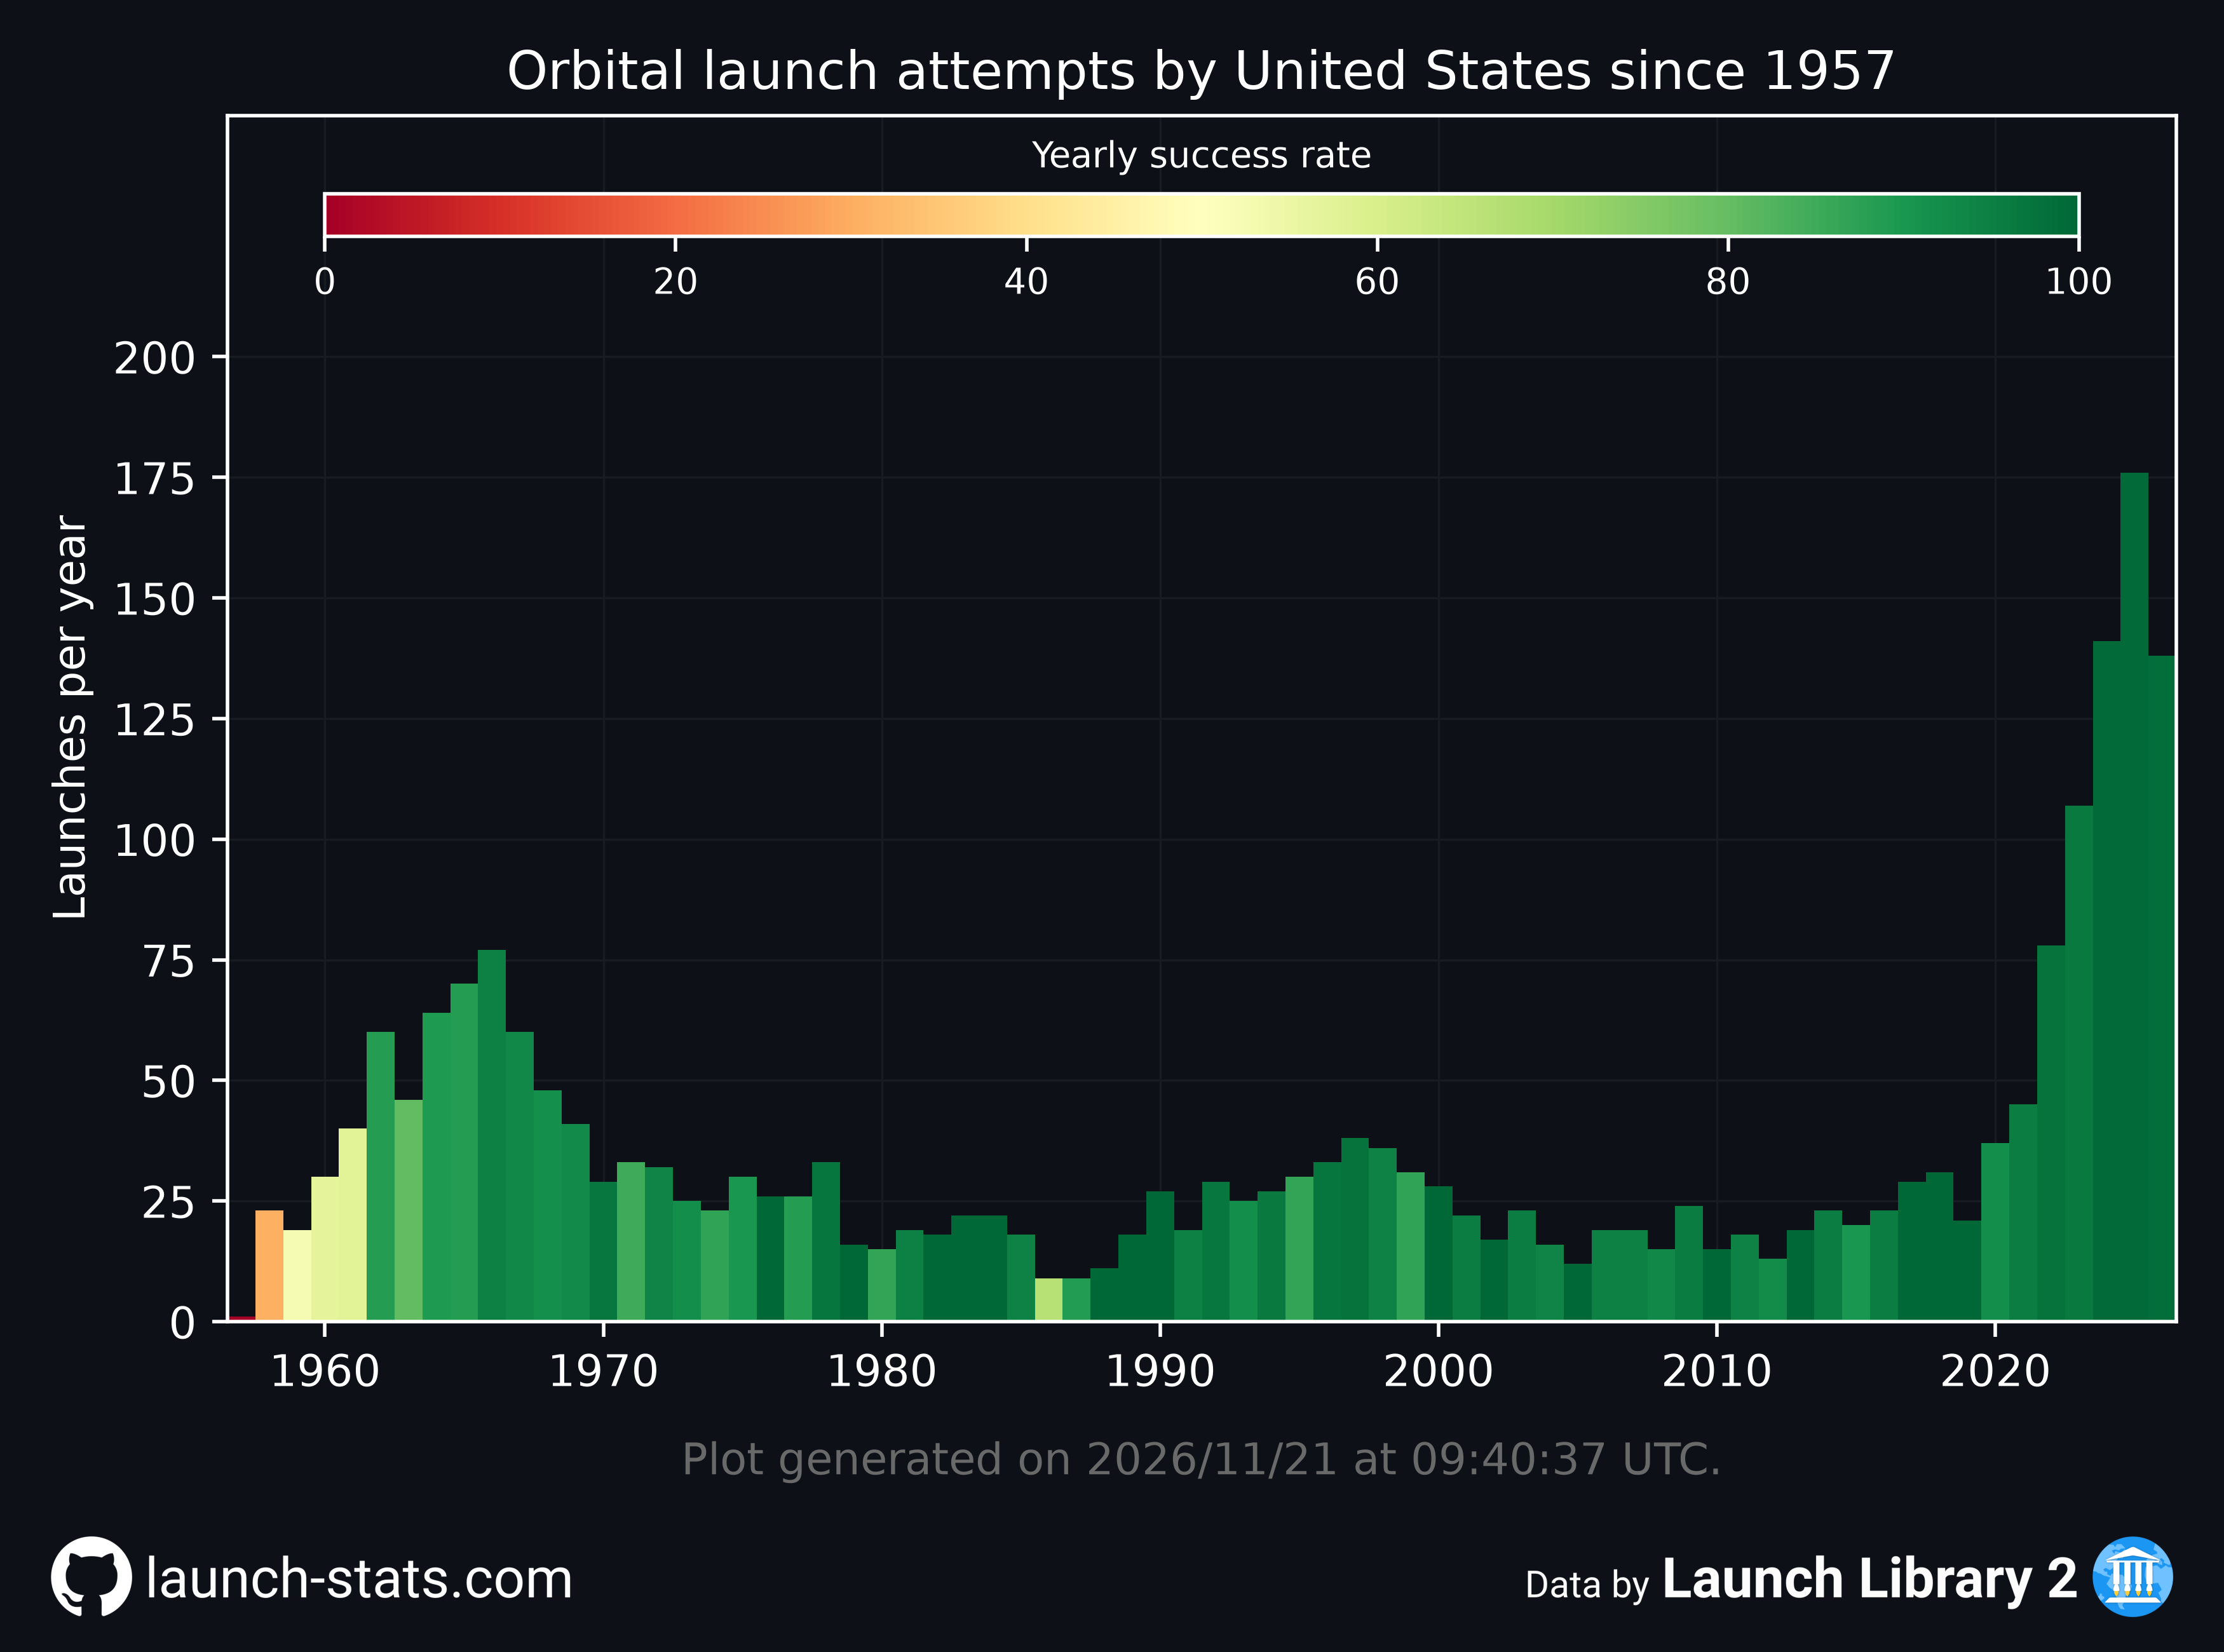 Orbital launch attempts by United States since 1957
Yearly success rate
0 20 40 60 80 100
Launches per year
200
175
150
125
100
75
50
25
0
1960 1970 1980 1990 2000 2010 2020
Plot generated on 2026/11/21 at 09:40:37 UTC.
launch-stats.com
Data by Launch Library 2